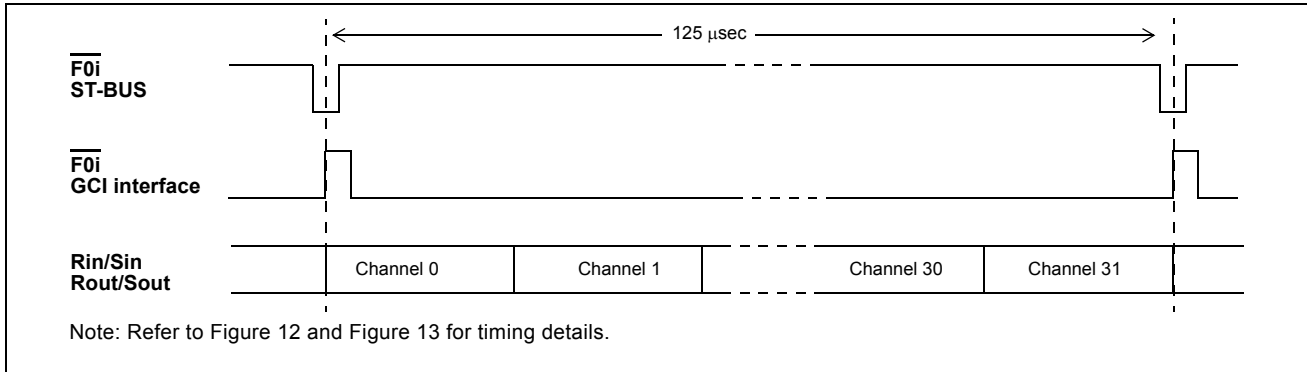 125 μsec
F0i
ST-BUS
F0i
GCI interface
Rin/Sin
Rout/Sout
Channel 0
Channel 1
Channel 30
Channel 31
Note: Refer to Figure 12 and Figure 13 for timing details.